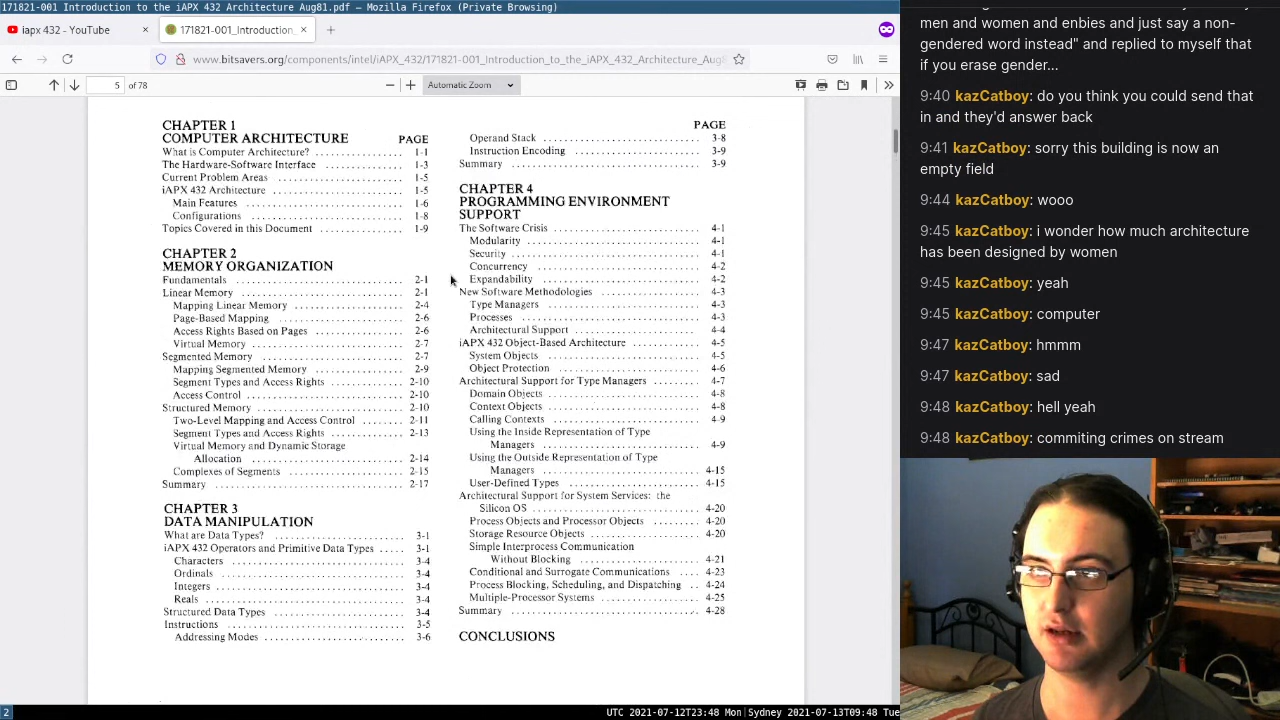 171821-001 Introduction to the iAPX 432 Architecture Aug81.pdf — Mozilla Firefox (Private Browsing)
iapx 432 - YouTube
171821-001_Introduction_
www.bitsavers.org/components/intel/iAPX_432/171821-001_Introduction_to_the_iAPX_432_Architecture_Aug8
5 of 78
Automatic Zoom
CHAPTER 1
COMPUTER ARCHITECTURE PAGE
What is Computer Architecture? 1-1
The Hardware-Software Interface 1-3
Current Problem Areas 1-5
iAPX 432 Architecture 1-5
Main Features 1-6
Configurations 1-8
Topics Covered in this Document 1-9
CHAPTER 2
MEMORY ORGANIZATION
Fundamentals 2-1
Linear Memory 2-1
Mapping Linear Memory 2-4
Page-Based Mapping 2-6
Access Rights Based on Pages 2-6
Virtual Memory 2-7
Segmented Memory 2-7
Mapping Segmented Memory 2-9
Segment Types and Access Rights 2-10
Access Control 2-10
Structured Memory 2-10
Two-Level Mapping and Access Control 2-11
Segment Types and Access Rights 2-13
Virtual Memory and Dynamic Storage
Allocation 2-14
Complexes of Segments 2-15
Summary 2-17
CHAPTER 3
DATA MANIPULATION
What are Data Types? 3-1
iAPX 432 Operators and Primitive Data Types 3-1
Characters 3-4
Ordinals 3-4
Integers 3-4
Reals 3-4
Structured Data Types 3-4
Instructions 3-5
Addressing Modes 3-6
PAGE
Operand Stack 3-8
Instruction Encoding 3-9
Summary 3-9
CHAPTER 4
PROGRAMMING ENVIRONMENT
SUPPORT
The Software Crisis 4-1
Modularity 4-1
Security 4-1
Concurrency 4-2
Expandability 4-2
New Software Methodologies 4-3
Type Managers 4-3
Processes 4-3
Architectural Support 4-4
iAPX 432 Object-Based Architecture 4-5
System Objects 4-5
Object Protection 4-6
Architectural Support for Type Managers 4-7
Domain Objects 4-8
Context Objects 4-8
Calling Contexts 4-9
Using the Inside Representation of Type
Managers 4-9
Using the Outside Representation of Type
Managers 4-15
User-Defined Types 4-15
Architectural Support for System Services: the
Silicon OS 4-20
Process Objects and Processor Objects 4-20
Storage Resource Objects 4-20
Simple Interprocess Communication
Without Blocking 4-21
Conditional and Surrogate Communications 4-23
Process Blocking, Scheduling, and Dispatching 4-24
Multiple-Processor Systems 4-25
Summary 4-28
CONCLUSIONS
men and women and enbies and just say a non-
gendered word instead" and replied to myself that
if you erase gender...
9:40 kazCatboy: do you think you could send that
in and they'd answer back
9:41 kazCatboy: sorry this building is now an
empty field
9:44 kazCatboy: wooo
9:45 kazCatboy: i wonder how much architecture
has been designed by women
9:45 kazCatboy: yeah
9:45 kazCatboy: computer
9:47 kazCatboy: hmmm
9:47 kazCatboy: sad
9:48 kazCatboy: hell yeah
9:48 kazCatboy: commiting crimes on stream
2
UTC 2021-07-12T23:48 Mon|Sydney 2021-07-13T09:48 Tue